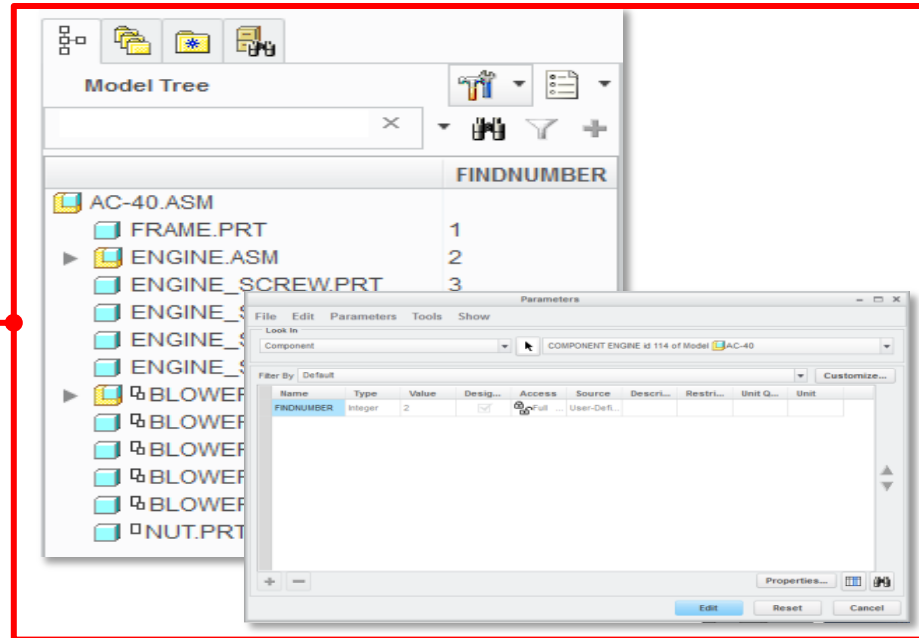 Model Tree
FINDNUMBER
AC-40.ASM
FRAME.PRT 1
ENGINE.ASM 2
ENGINE_SCREW.PRT 3
ENGINE_S
ENGINE_S
ENGINE_S
BLOWER
BLOWER
BLOWER
BLOWER
BLOWER
NUT.PRT
Parameters
File Edit Parameters Tools Show
Look In
Component COMPONENT ENGINE id 114 of Model AC-40
Filter By Default Customize...
Name Type Value Desig... Access Source Descri... Restri... Unit Q... Unit
FINDNUMBER Integer 2 Full ... User-Defi...
Properties...
Edit Reset Cancel